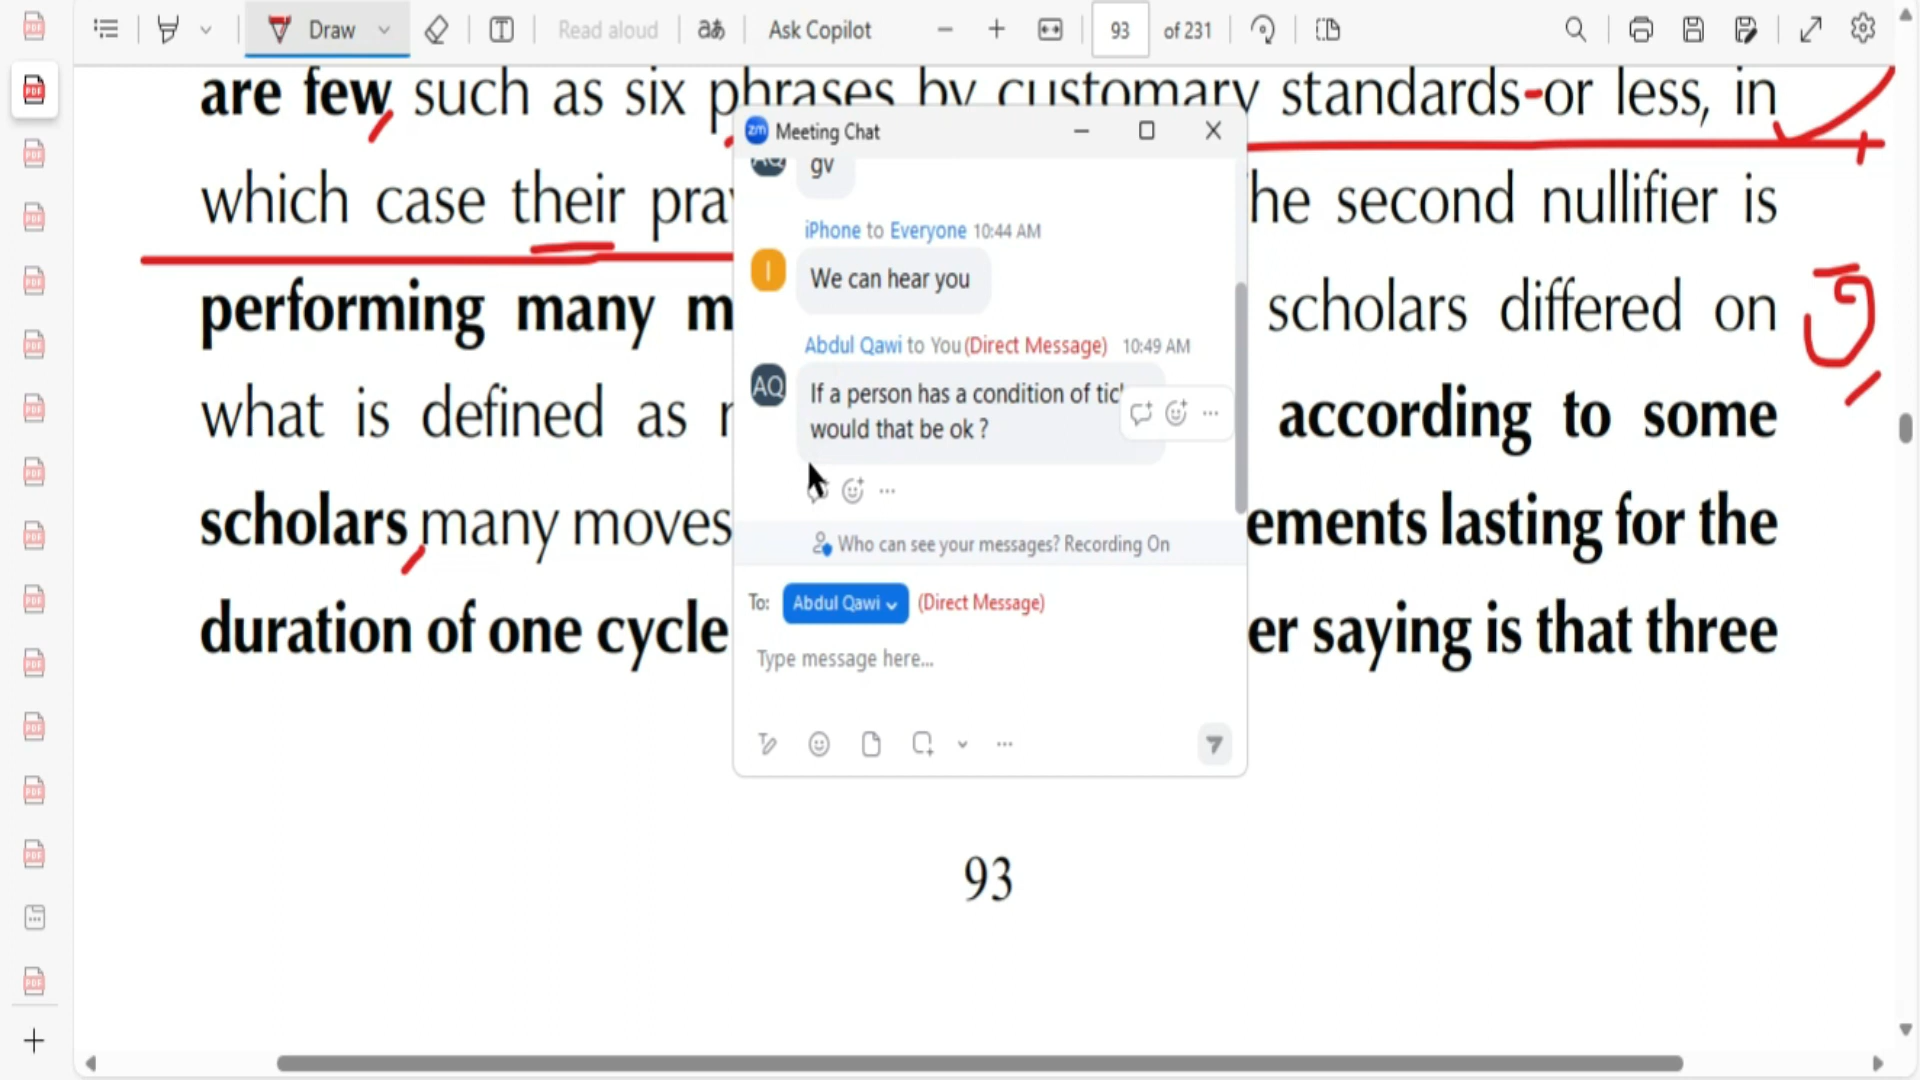 Draw
Read aloud
aあ
Ask Copilot
93 of 231
are few, such as six phrases by customary standards-or less, in
which case their
he second nullifier is
performing many
scholars differed on
what is defined as
according to some
scholars many moves
ements lasting for the
duration of one cycle
er saying is that three
93
zm Meeting Chat
AQ
gv
iPhone to Everyone 10:44 AM
I
We can hear you
Abdul Qawi to You (Direct Message) 10:49 AM
AQ
If a person has a condition of
would that be ok ?
Who can see your messages? Recording On
To: Abdul Qawi (Direct Message)
Type message here...